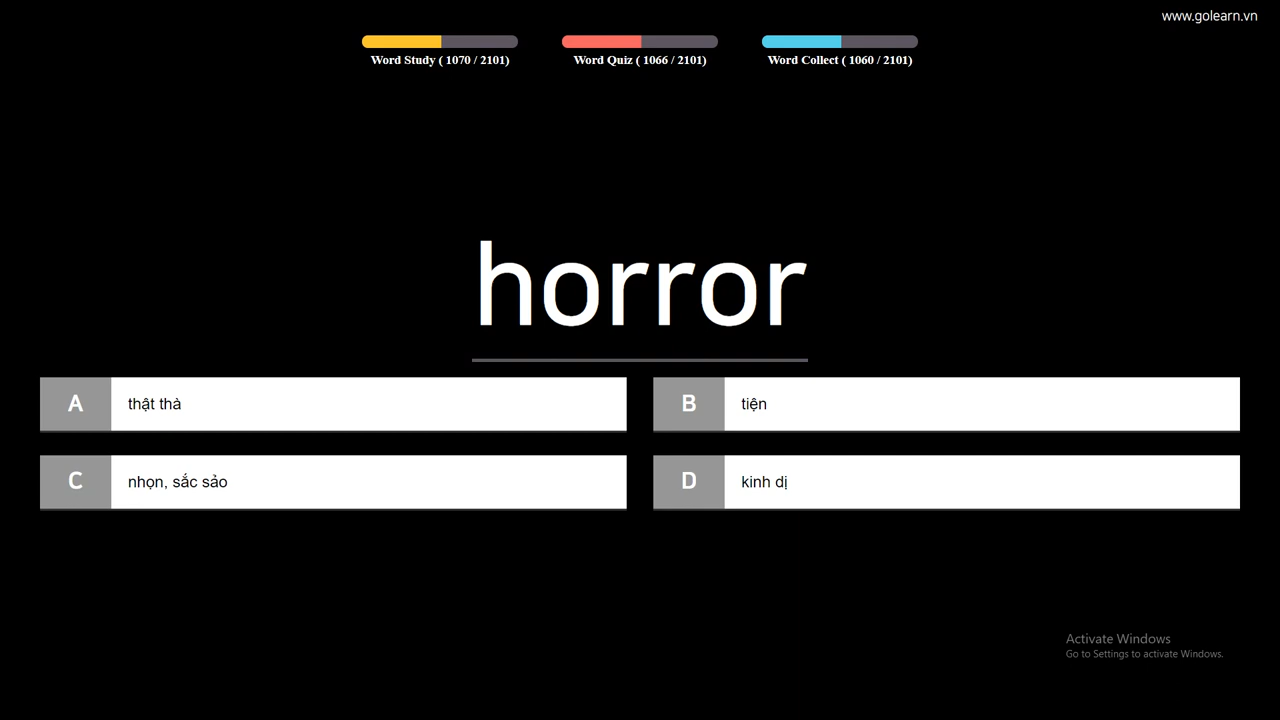 www.golearn.vn
Word Study ( 1070 / 2101)
Word Quiz ( 1066 / 2101)
Word Collect ( 1060 / 2101)
horror
A thật thà
B tiện
C nhọn, sắc sảo
D kinh dị
Activate Windows
Go to Settings to activate Windows.